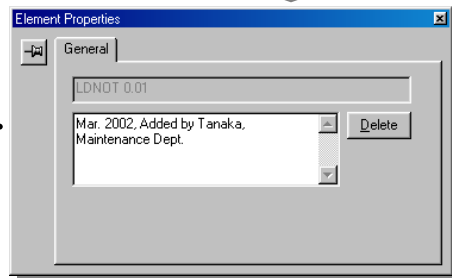 Element Properties
General
LDNOT 0.01
Mar. 2002, Added by Tanaka,
Maintenance Dept.
Delete